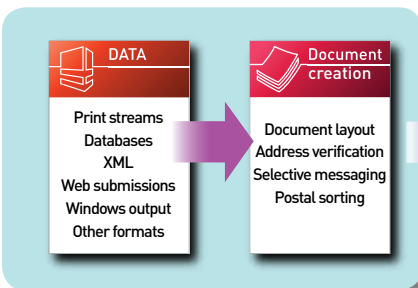 DATA
Print streams
Databases
XML
Web submissions
Windows output
Other formats
Document
creation
Document layout
Address verification
Selective messaging
Postal sorting